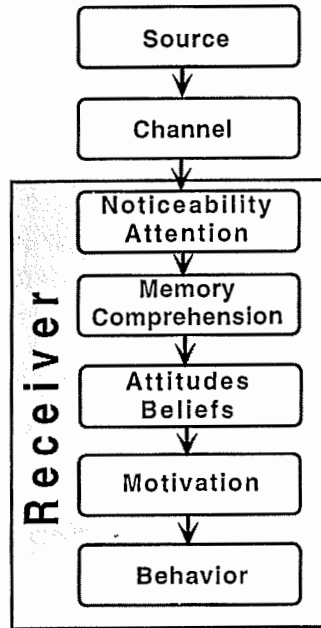 Source
Channel
Noticeability
Attention
Memory
Comprehension
Attitudes
Beliefs
Motivation
Behavior
Receiver